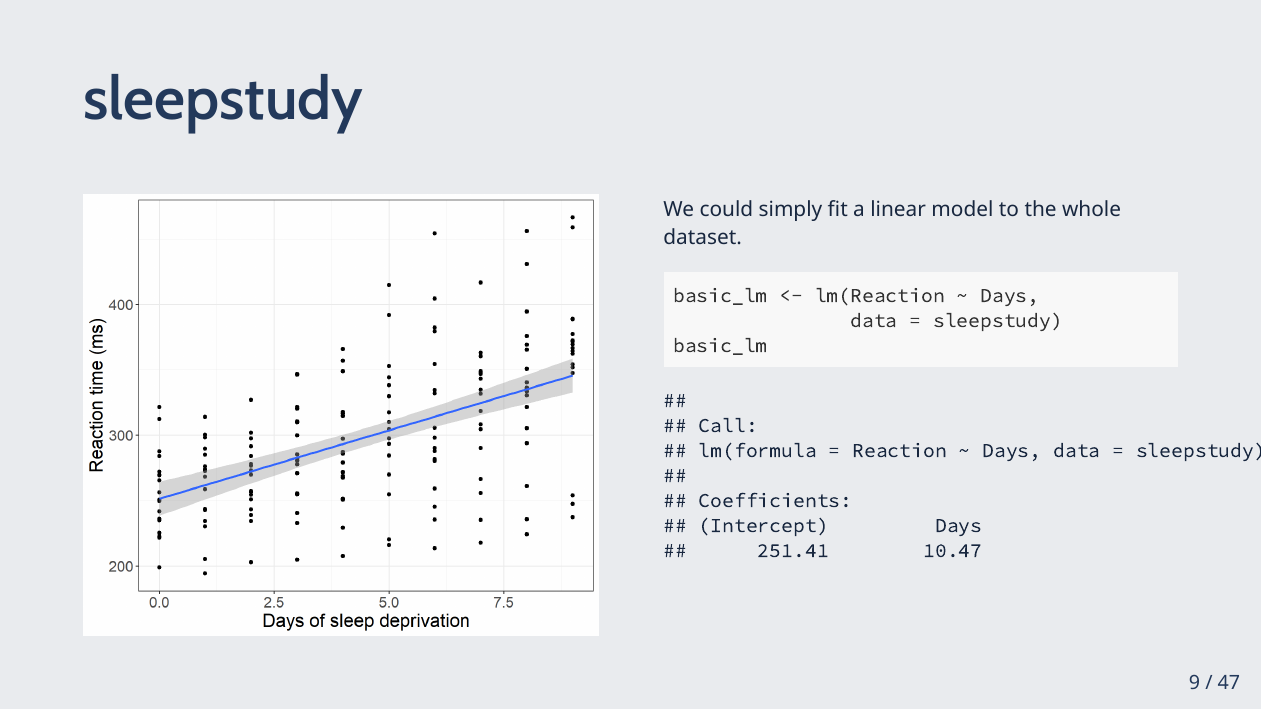 sleepstudy
400
300
200
Reaction time (ms)
0.0 2.5 5.0 7.5
Days of sleep deprivation
We could simply fit a linear model to the whole
dataset.
basic_lm <- lm(Reaction ~ Days,
               data = sleepstudy)
basic_lm
##
## Call:
## lm(formula = Reaction ~ Days, data = sleepstudy)
##
## Coefficients:
## (Intercept)         Days
##      251.41        10.47
9 / 47